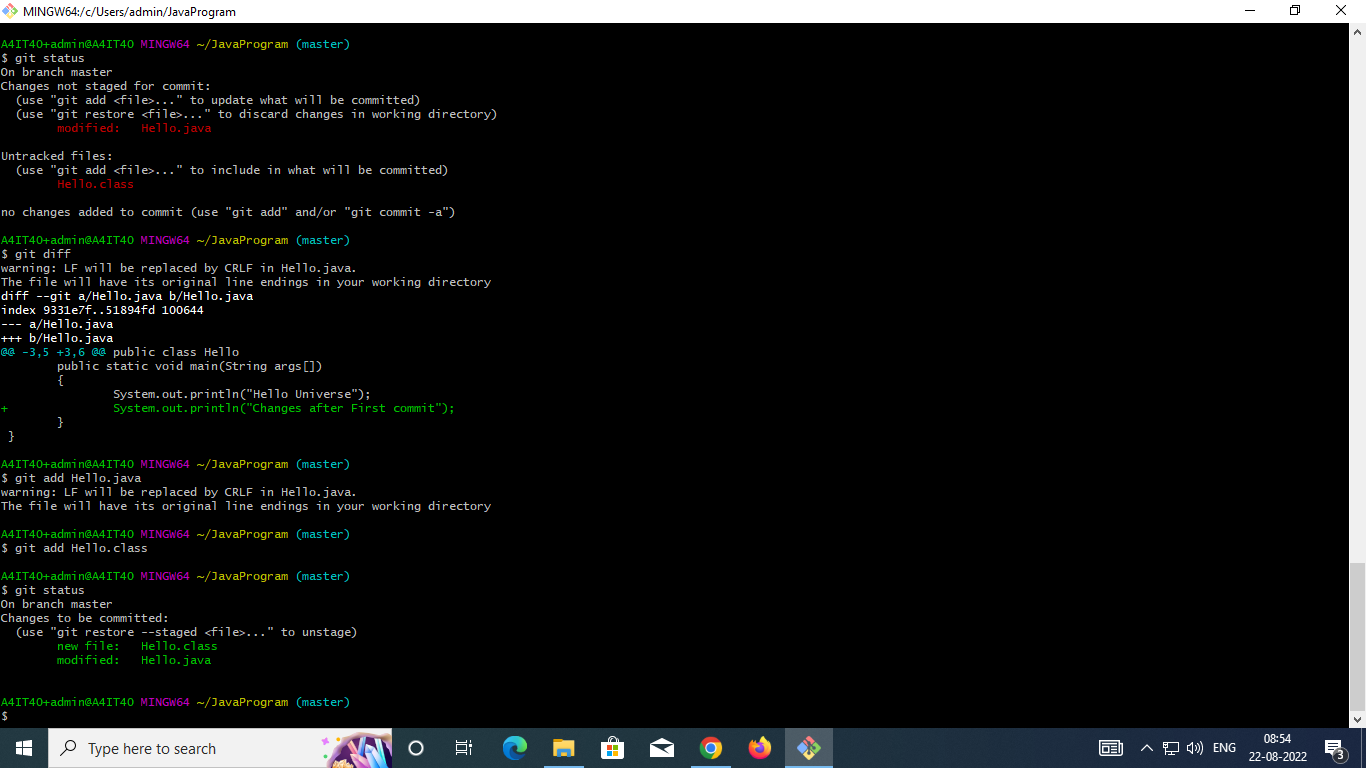 MINGW64:/c/Users/admin/JavaProgram
A4IT40+admin@A4IT40 MINGW64 ~/JavaProgram (master)
$ git status
On branch master
Changes not staged for commit:
  (use "git add <file>..." to update what will be committed)
  (use "git restore <file>..." to discard changes in working directory)
        modified:   Hello.java

Untracked files:
  (use "git add <file>..." to include in what will be committed)
        Hello.class

no changes added to commit (use "git add" and/or "git commit -a")

A4IT40+admin@A4IT40 MINGW64 ~/JavaProgram (master)
$ git diff
warning: LF will be replaced by CRLF in Hello.java.
The file will have its original line endings in your working directory
diff --git a/Hello.java b/Hello.java
index 9331e7f..51894fd 100644
--- a/Hello.java
+++ b/Hello.java
@@ -3,5 +3,6 @@ public class Hello
        public static void main(String args[])
        {
                System.out.println("Hello Universe");
+               System.out.println("Changes after First commit");
        }
 }

A4IT40+admin@A4IT40 MINGW64 ~/JavaProgram (master)
$ git add Hello.java
warning: LF will be replaced by CRLF in Hello.java.
The file will have its original line endings in your working directory

A4IT40+admin@A4IT40 MINGW64 ~/JavaProgram (master)
$ git add Hello.class

A4IT40+admin@A4IT40 MINGW64 ~/JavaProgram (master)
$ git status
On branch master
Changes to be committed:
  (use "git restore --staged <file>..." to unstage)
        new file:   Hello.class
        modified:   Hello.java

A4IT40+admin@A4IT40 MINGW64 ~/JavaProgram (master)
$
Type here to search
ENG
08:54
22-08-2022
3